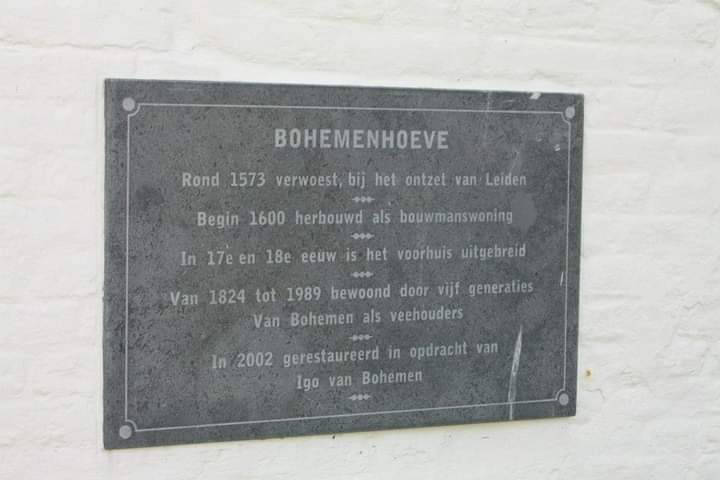 BOHEMENHOEVE
Rond 1573 verwoest, bij het ontzet van Leiden
Begin 1600 herbouwd als bouwmanswoning
In 17e en 18e eeuw is het voorhuis uitgebreid
Van 1824 tot 1989 bewoond door vijf generaties
Van Bohemen als veehouders
In 2002 gerestaureerd in opdracht van
Igo van Bohemen